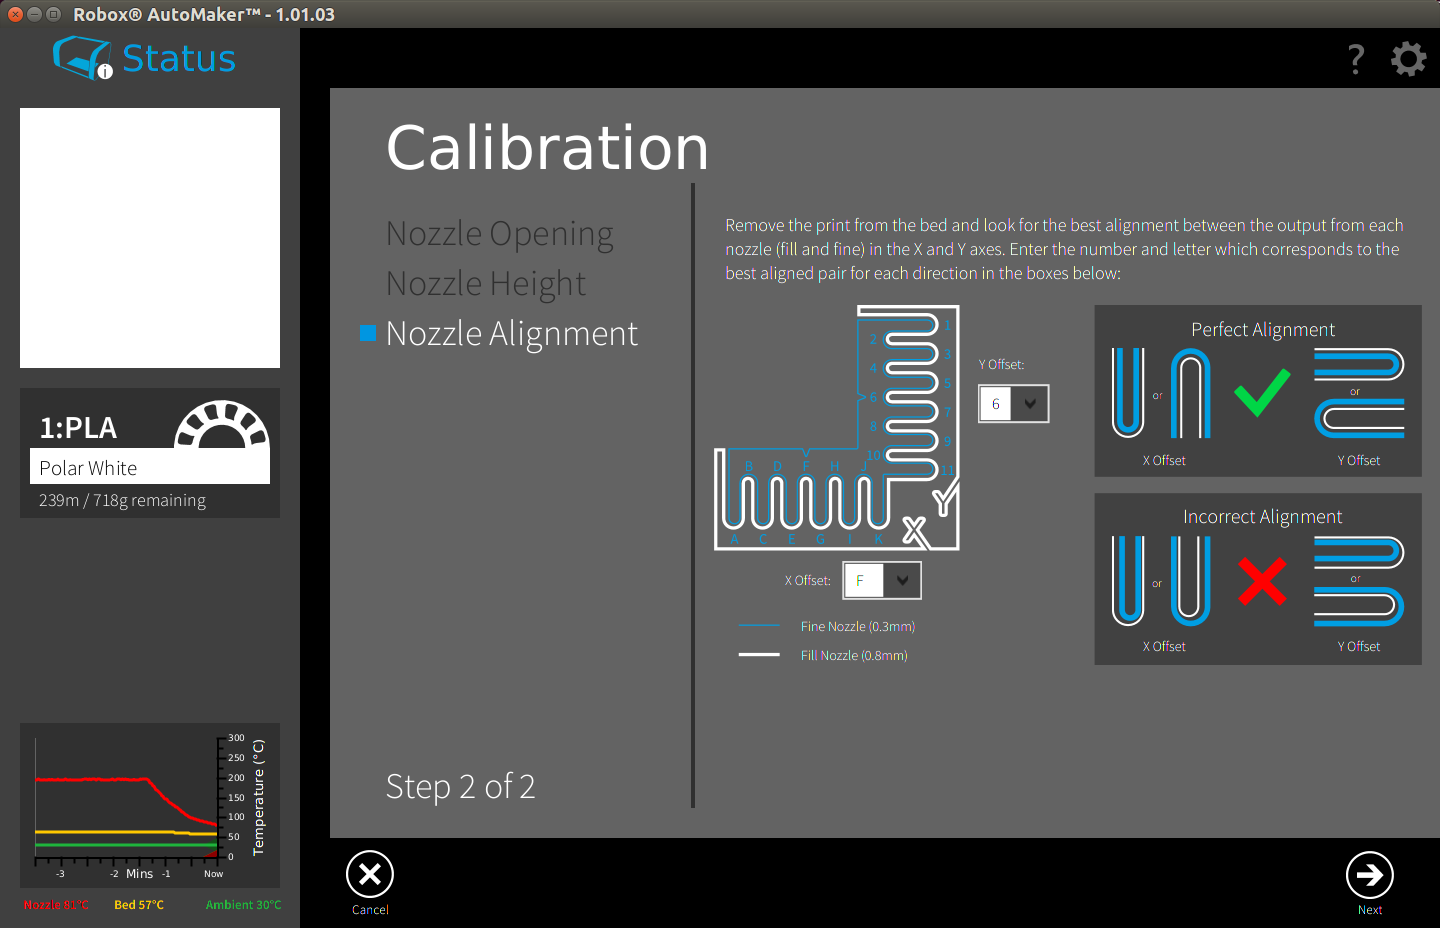 Robox® AutoMaker™ - 1.01.03
Status
?
Calibration
Nozzle Opening
Nozzle Height
Nozzle Alignment
Step 2 of 2
1:PLA
Polar White
239m / 718g remaining
300
250
200
150
100
50
0
Temperature (°C)
-3
-2
Mins
-1
Now
Nozzle 81°C
Bed 57°C
Ambient 30°C
Remove the print from the bed and look for the best alignment between the output from each
nozzle (fill and fine) in the X and Y axes. Enter the number and letter which corresponds to the
best aligned pair for each direction in the boxes below:
1
2
3
4
5
6
7
8
9
10
11
B D F H J
A C E G I K
X
Y
Y Offset:
6
X Offset:
F
Fine Nozzle (0.3mm)
Fill Nozzle (0.8mm)
Perfect Alignment
or
or
X Offset
Y Offset
Incorrect Alignment
or
or
X Offset
Y Offset
Cancel
Next